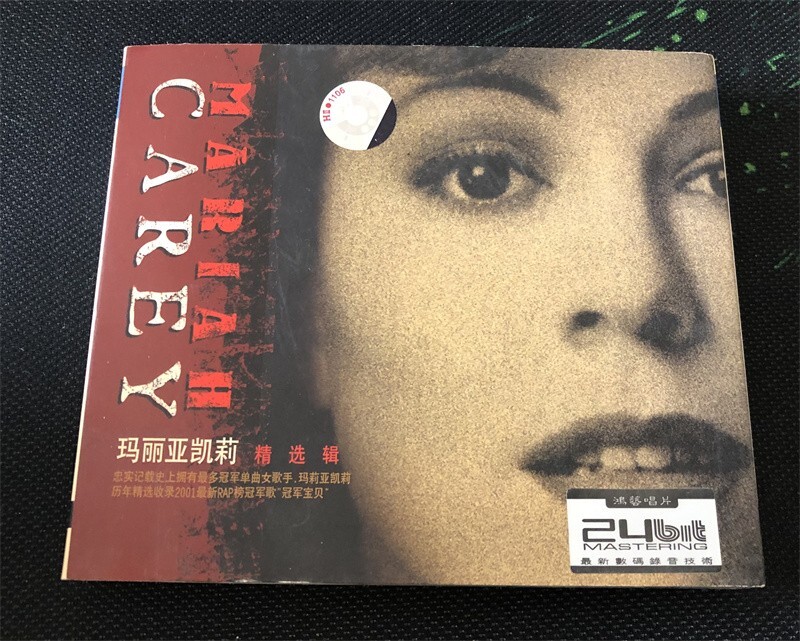 MARIAH
CAREY
H∎●1106
玛丽亚凯莉 精选辑
忠实记载史上拥有最多冠军单曲女歌手,玛莉亚凯莉
历年精选收录2001最新RAP榜冠军歌"冠军宝贝"
鸿艺唱片
24bit
MASTERING
最新數碼錄音技術